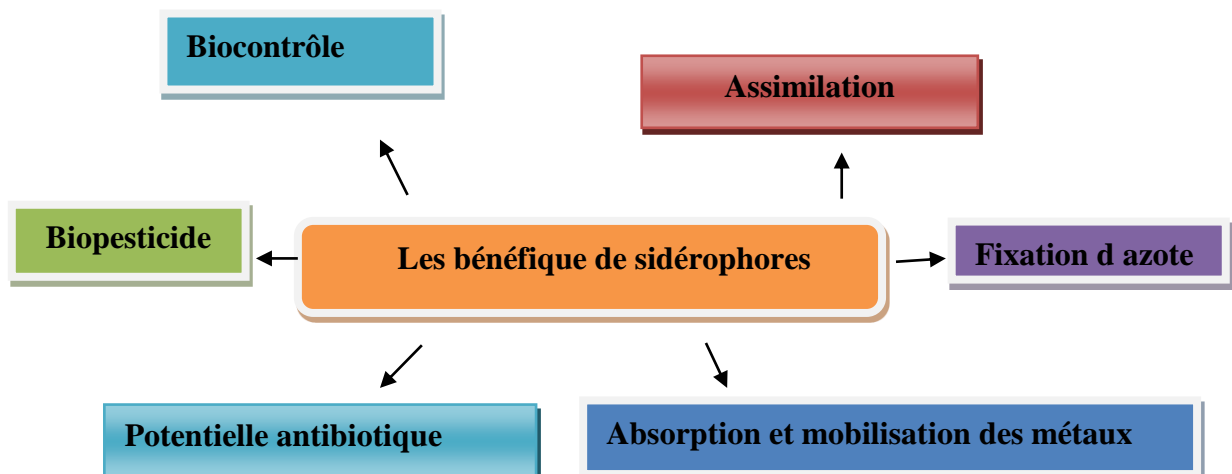 Biocontrôle
Assimilation
Biopesticide
Les bénéfique de sidérophores
Fixation d azote
Potentielle antibiotique
Absorption et mobilisation des métaux